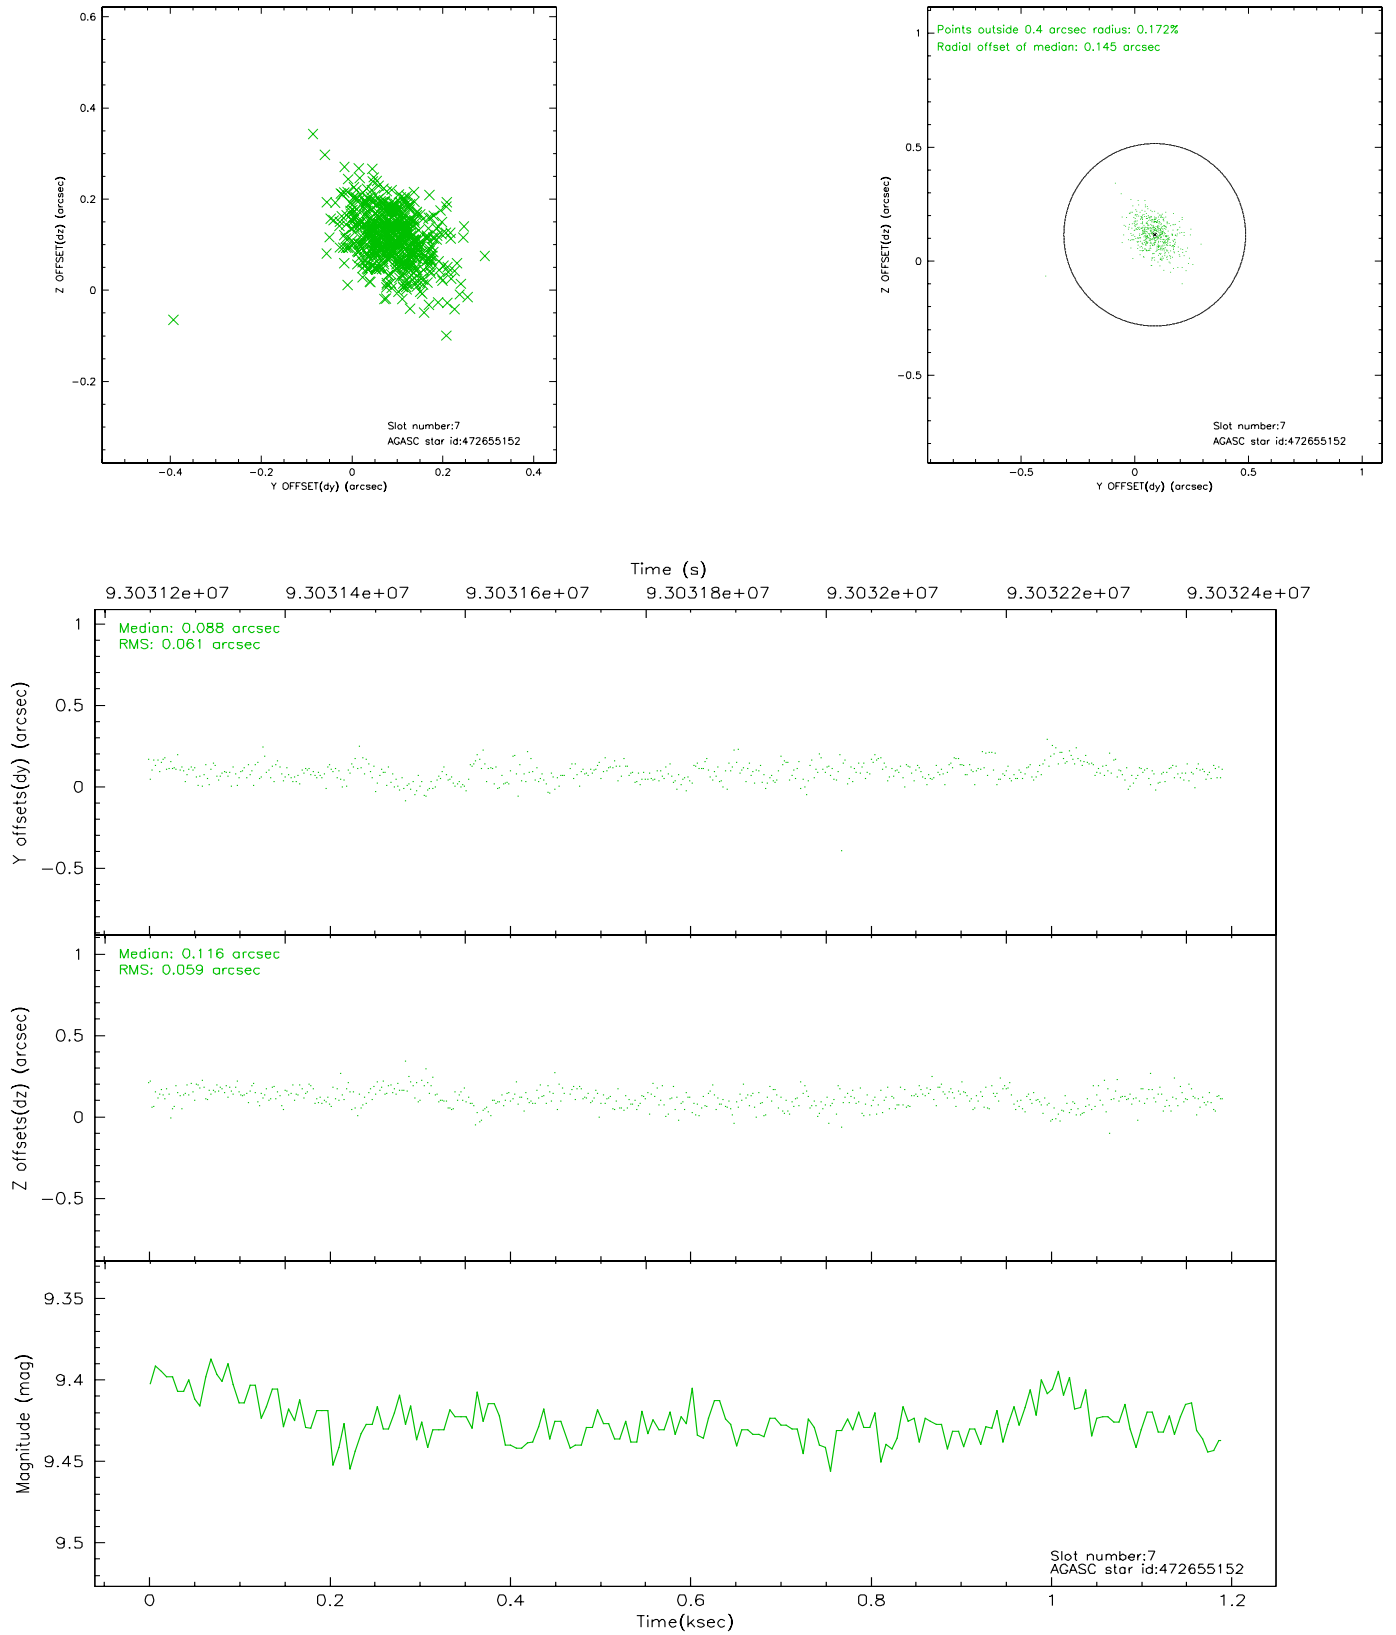 0.6
0.4
0.2
0
−0.2
Z OFFSET(dz) (arcsec)
Slot number:7
AGASC star id:472655152
−0.4
−0.2
0
0.2
0.4
Y OFFSET(dy) (arcsec)
Points outside 0.4 arcsec radius: 0.172%
Radial offset of median: 0.145 arcsec
1
0.5
0
−0.5
Z OFFSET(dz) (arcsec)
Slot number:7
AGASC star id:472655152
−0.5
0
0.5
1
Y OFFSET(dy) (arcsec)
Time (s)
9.30312e+07
9.30314e+07
9.30316e+07
9.30318e+07
9.3032e+07
9.30322e+07
9.30324e+07
Median: 0.088 arcsec
RMS: 0.061 arcsec
1
0.5
0
−0.5
Y offsets(dy) (arcsec)
Median: 0.116 arcsec
RMS: 0.059 arcsec
1
0.5
0
−0.5
Z offsets(dz) (arcsec)
9.35
9.4
9.45
9.5
Magnitude (mag)
Slot number:7
AGASC star id:472655152
0
0.2
0.4
0.6
0.8
1
1.2
Time(ksec)